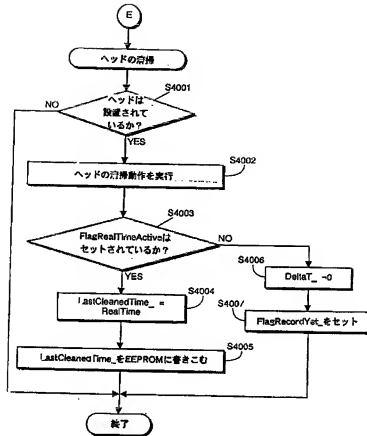 E
ヘッドの清掃
S4001
ヘッドは
設置されて
いるか?
NO
YES
S4002
ヘッドの清掃動作を実行
S4003
FlagRealTimeActiveは
セットされているか?
NO
YES
S4006
DeltaT_ -0
S4004
LastCleanedTime_ =
RealTime
S400/
FlagRecordYet_をセット
S4005
LastCleanedTime_をEEPROMに書きこむ
終了